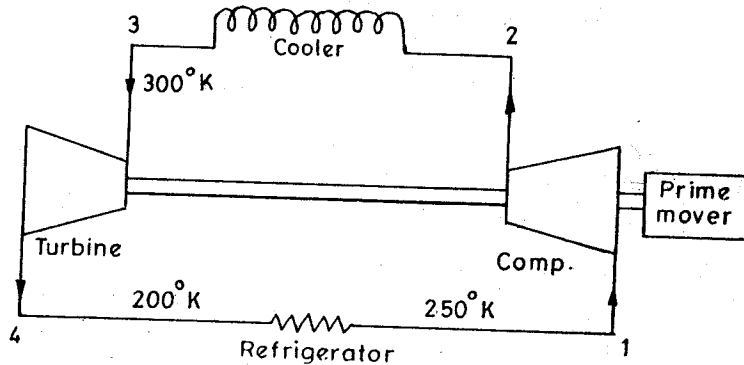 3
Cooler
2
300°K
Prime
mover
Turbine
Comp.
200°K
250°K
4
Refrigerator
1